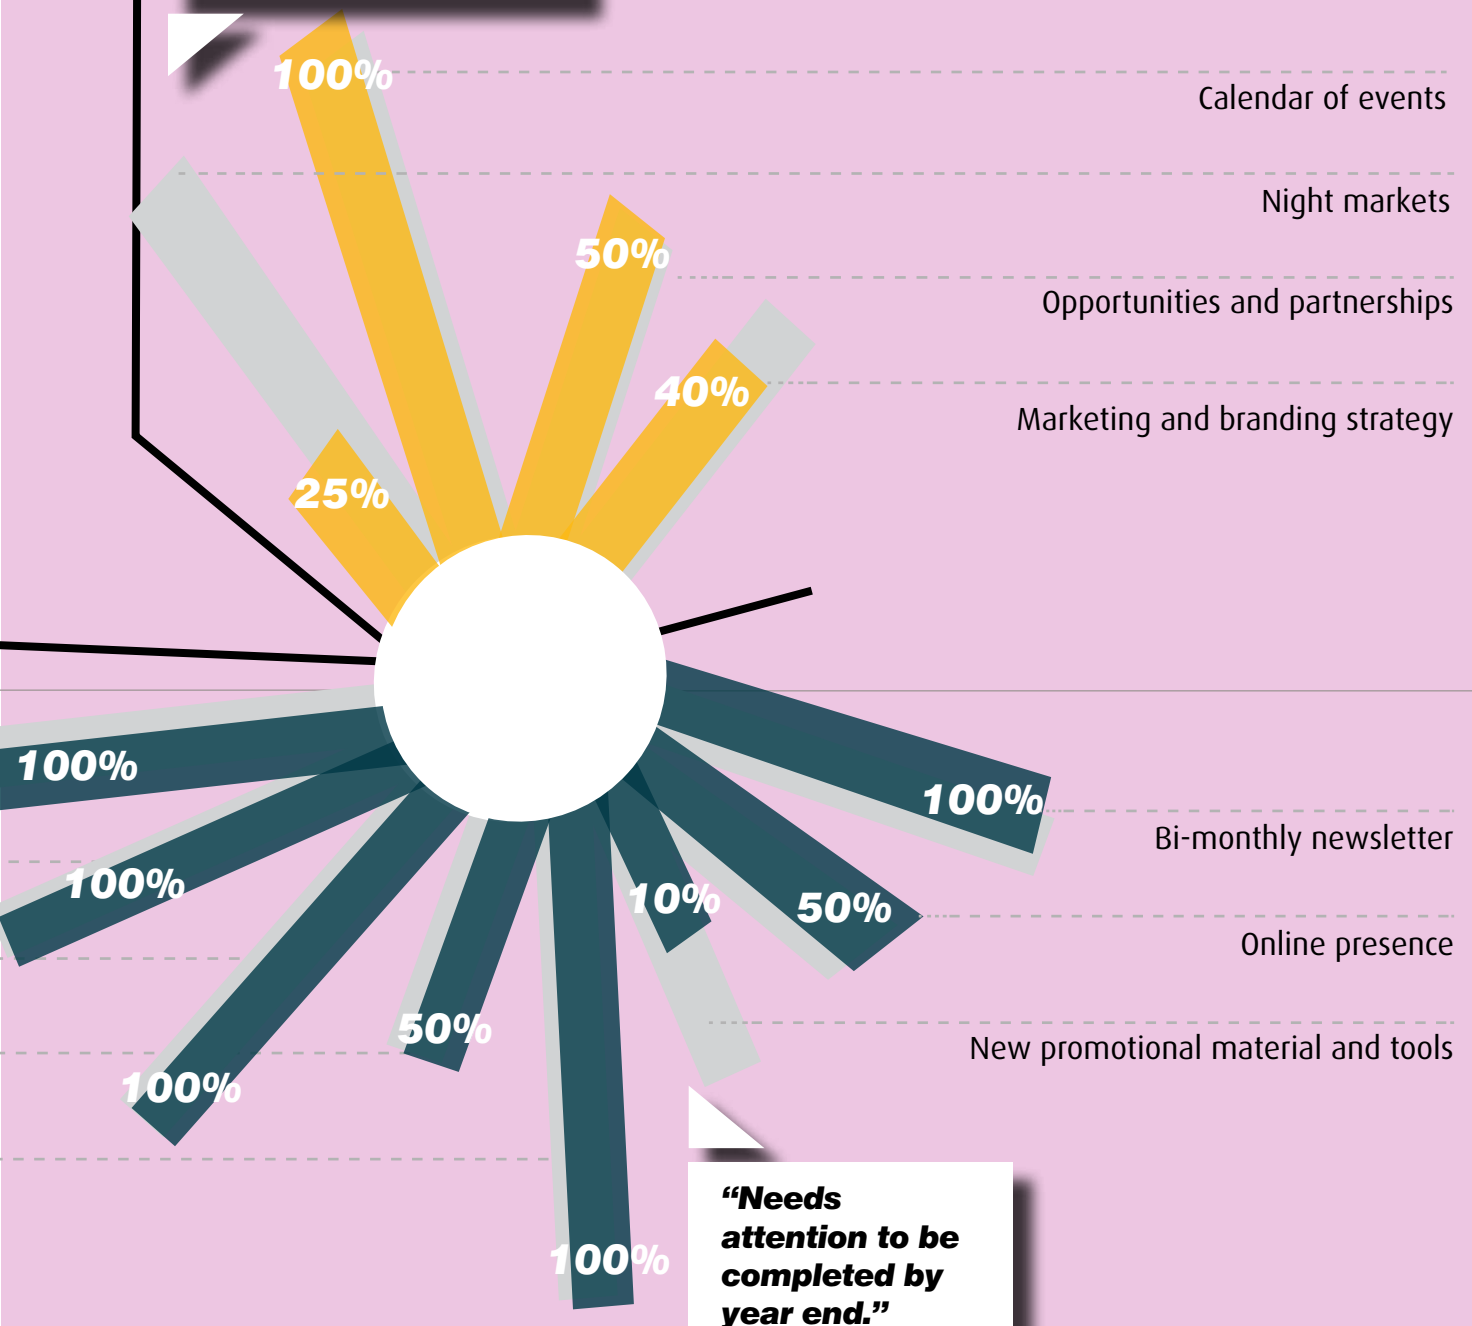 100%
Calendar of events
Night markets
50%
Opportunities and partnerships
40%
Marketing and branding strategy
25%
100%
100%
Bi-monthly newsletter
100%
10%
50%
Online presence
50%
New promotional material and tools
100%
“Needs
attention to be
completed by
year end.”
100%